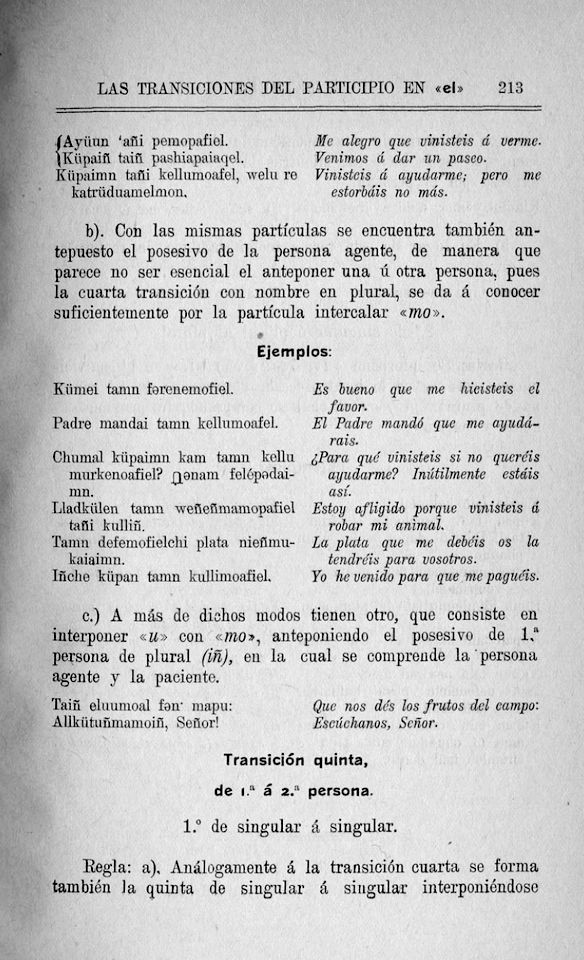 LAS TRANSICIONES DEL PARTICIPIO EN «el» 213
{Ayüun ʻañi pemopafiel. Me alegro que vinisteis á verme.
Küpaiñ taiñ pashiapaiaqel. Venimos á dar un paseo.
Küpaimn tañi kellumoafel, welu re Vinisteis á ayudarme; pero me
katrüduamelmon. estorbáis no más.
b). Con las mismas partículas se encuentra también an-
tepuesto el posesivo de la persona agente, de manera que
parece no ser esencial el anteponer una ú otra persona, pues
la cuarta transición con nombre en plural, se da á conocer
suficientemente por la partícula intercalar «mo».
Ejemplos:
Kümei tamn fərenemofiel. Es bueno que me hicisteis el
favor.
Padre mandai tamn kellumoafel. El Padre mandó que me ayudá-
rais.
Chumal küpaimn kam tamn kellu ¿Para qué vinisteis si no queréis
murkenoafiel? felépədai- ayudarme? Inútilmente estáis
mn. así.
Lladkülen tamn weñeñmamopafiel Estoy afligido porque vinisteis á
tañi kulliñ. robar mi animal.
Tamn defemofielchi plata nieñmu- La plata que me debéis os la
kaiaimn. tendréis para vosotros.
Iñche küpan tamn kullimoafiel. Yo he venido para que me paguéis.
c.) A más de dichos modos tienen otro, que consiste en
interponer «u» con «mo», anteponiendo el posesivo de 1.ª
persona de plural (iñ), en la cual se comprende la persona
agente y la paciente.
Taiñ eluumoal fən· mapu: Que nos dés los frutos del campo:
Allkütuñmamoiñ, Señor! Escúchanos, Señor.
Transición quinta,
de 1.ª á 2.ª persona.
1.º de singular á singular.
Regla: a). Análogamente á la transición cuarta se forma
también la quinta de singular á singular interponiéndose